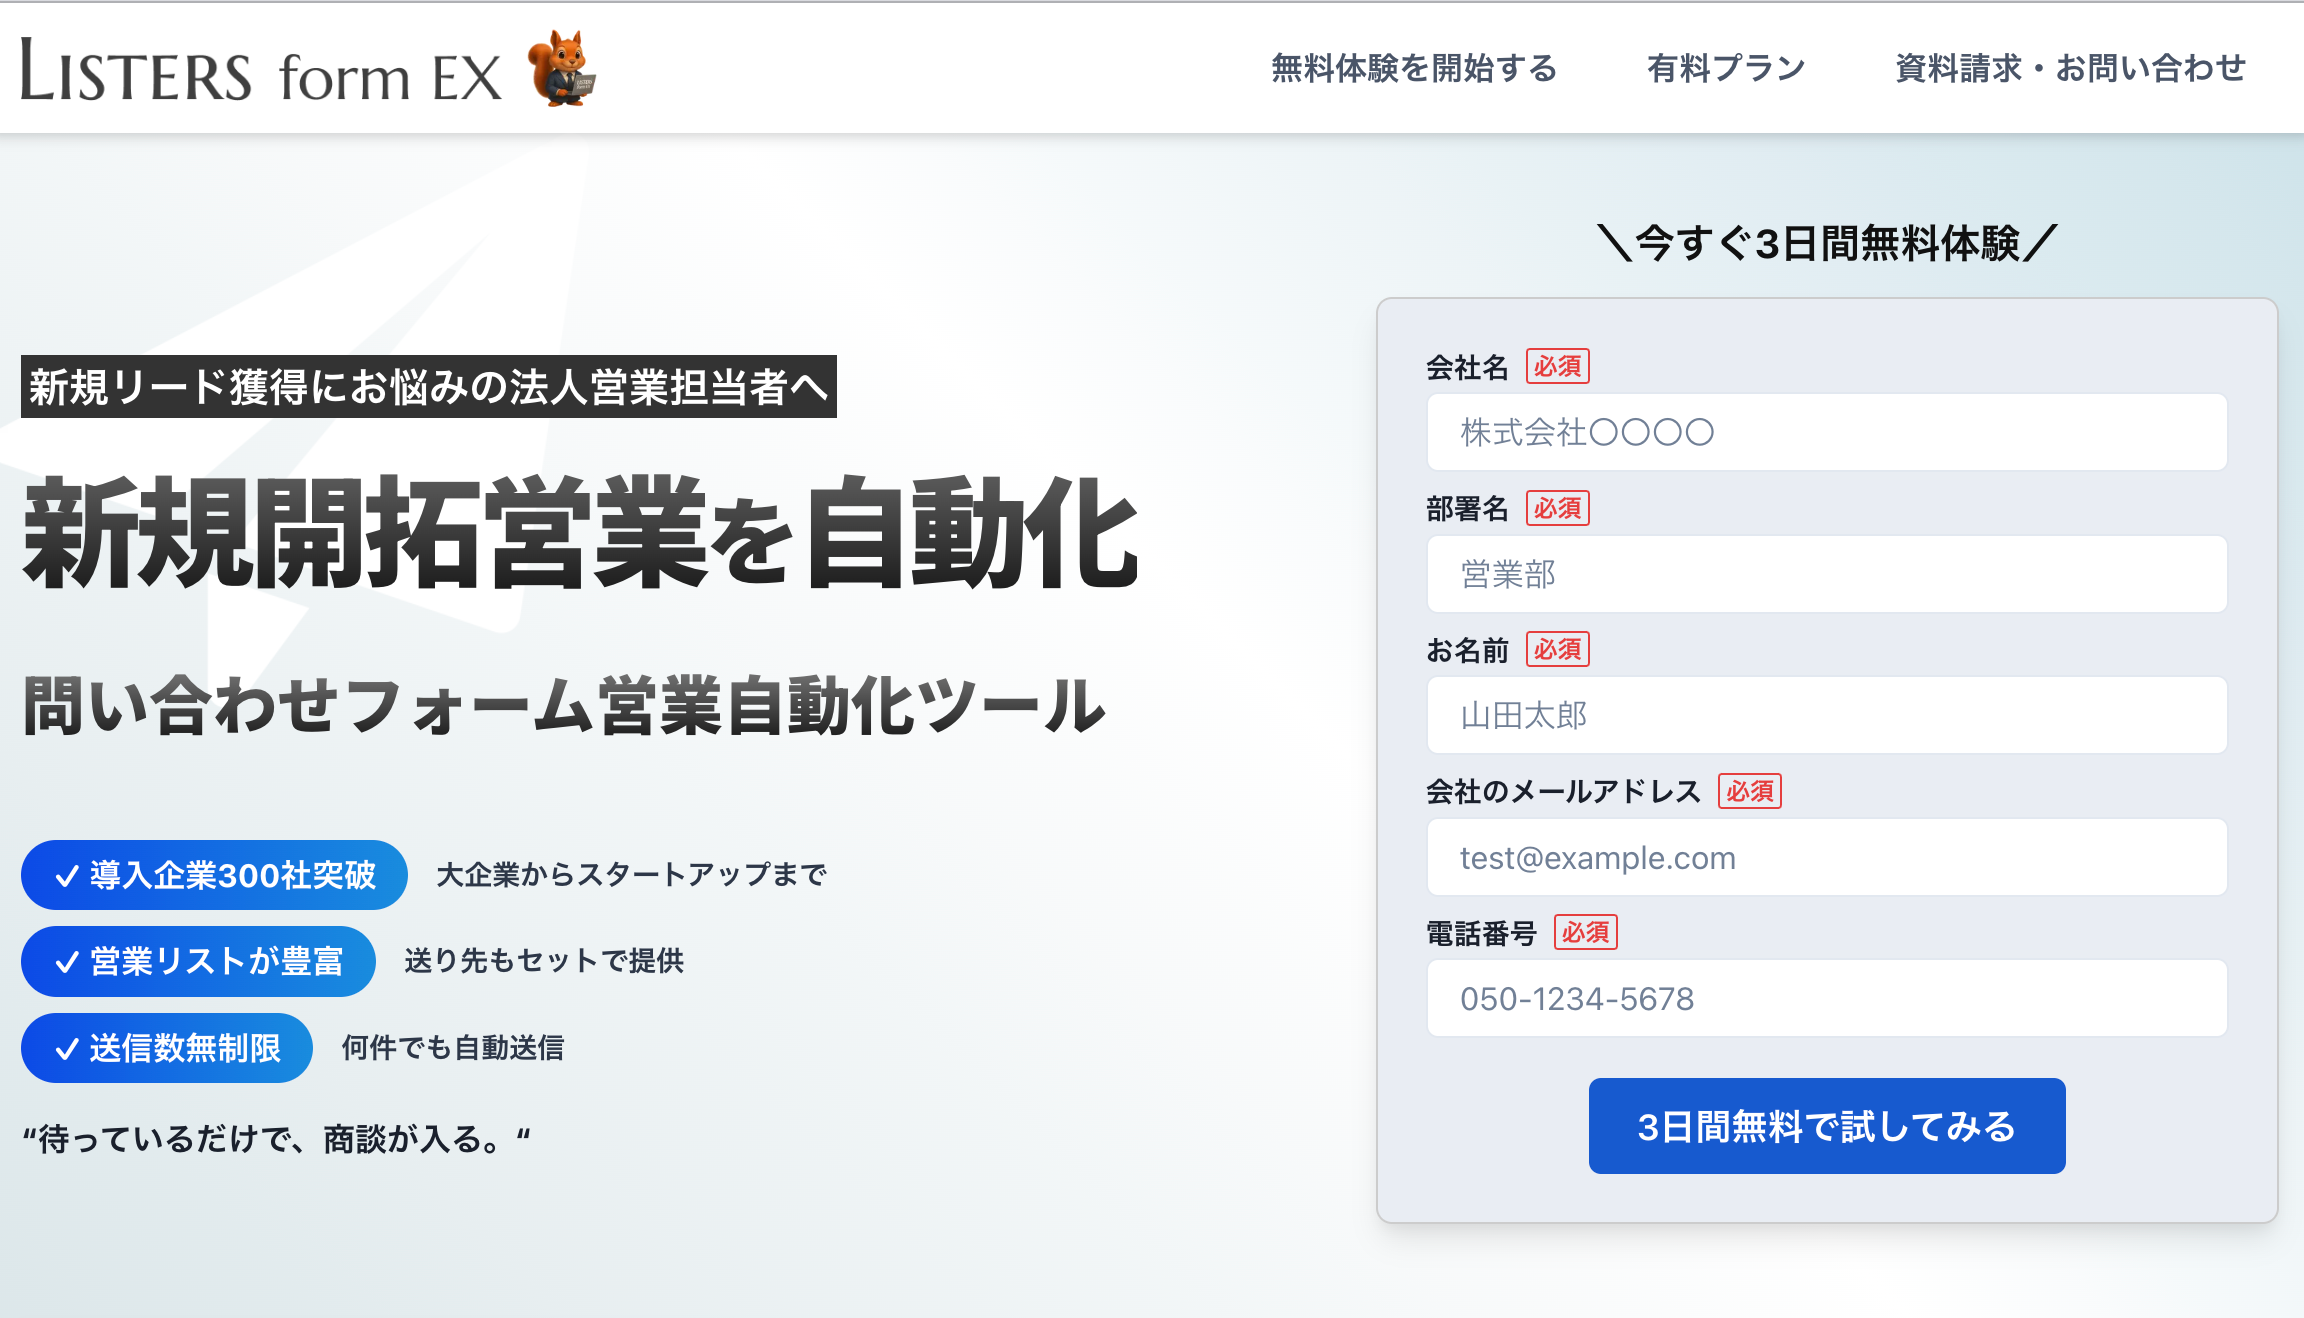 LISTERS form EX
無料体験を開始する
有料プラン
資料請求・お問い合わせ
新規リード獲得にお悩みの法人営業担当者へ
新規開拓営業を自動化
問い合わせフォーム営業自動化ツール
✓ 導入企業300社突破
大企業からスタートアップまで
✓ 営業リストが豊富
送り先もセットで提供
✓ 送信数無制限
何件でも自動送信
“待っているだけで、商談が入る。“
＼今すぐ3日間無料体験／
会社名 必須
株式会社〇〇〇〇
部署名 必須
営業部
お名前 必須
山田太郎
会社のメールアドレス 必須
test@example.com
電話番号 必須
050-1234-5678
3日間無料で試してみる